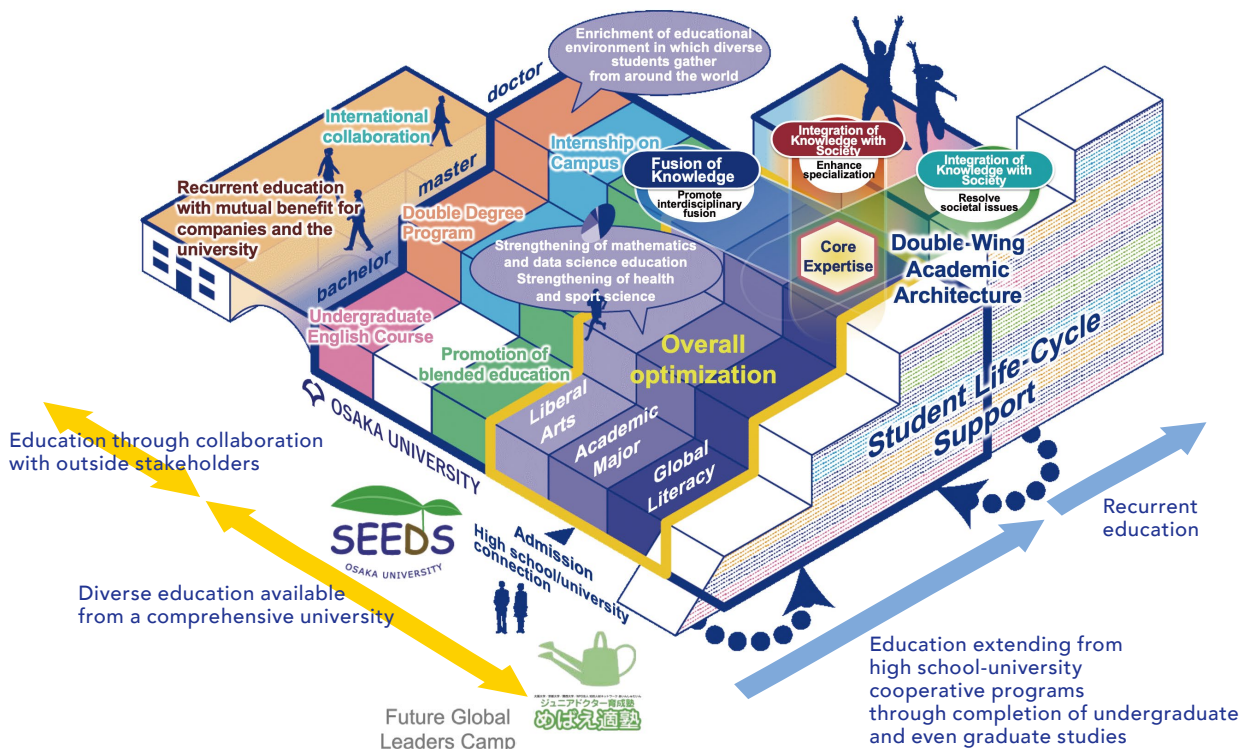 Enrichment of educational
environment in which diverse
students gather
from around the world
doctor
International
collaboration
Internship on
Campus
Integration of
Knowledge with
Society
Enhance
specialization
Fusion of
Knowledge
Promote
interdisciplinary
fusion
Integration of
Knowledge with
Society
Resolve
societal issues
master
Recurrent education
with mutual benefit for
companies and the
university
Double Degree
Program
Strengthening of mathematics
and data science education
Strengthening of health
and sport science
Core
Expertise
Double-Wing
Academic
Architecture
bachelor
Undergraduate
English Course
Promotion of
blended education
Overall
optimization
Liberal
Arts
Academic
Major
Global
Literacy
Student Life-Cycle
Support
OSAKA UNIVERSITY
Education through collaboration
with outside stakeholders
SEEDS
OSAKA UNIVERSITY
Admission
High school/university
connection
Recurrent
education
Diverse education available
from a comprehensive university
Education extending from
high school-university
cooperative programs
through completion of undergraduate
and even graduate studies
ジュニアドクター育成塾
めばえ適塾
Future Global
Leaders Camp